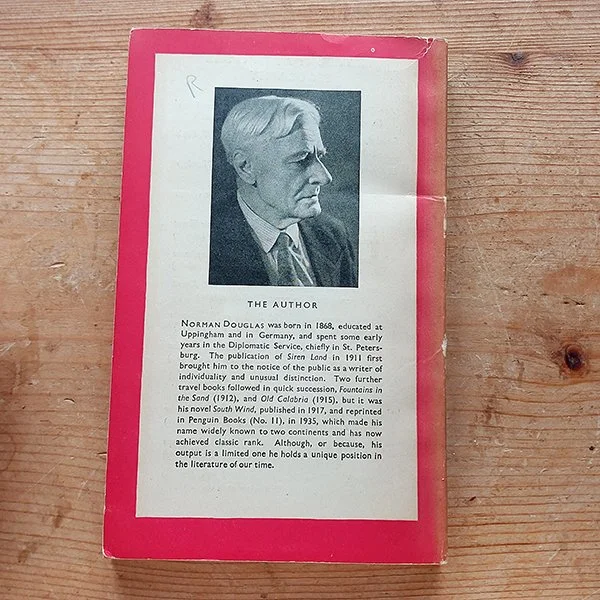 R
THE AUTHOR
NORMAN DOUGLAS was born in 1868, educated at
Uppingham and in Germany, and spent some early
years in the Diplomatic Service, chiefly in St. Peters-
burg. The publication of Siren Land in 1911 first
brought him to the notice of the public as a writer of
individuality and unusual distinction. Two further
travel books followed in quick succession, Fountains in
the Sand (1912), and Old Calabria (1915), but it was
his novel South Wind, published in 1917, and reprinted
in Penguin Books (No. 11), in 1935, which made his
name widely known to two continents and has now
achieved classic rank. Although, or because, his
output is a limited one he holds a unique position in
the literature of our time.